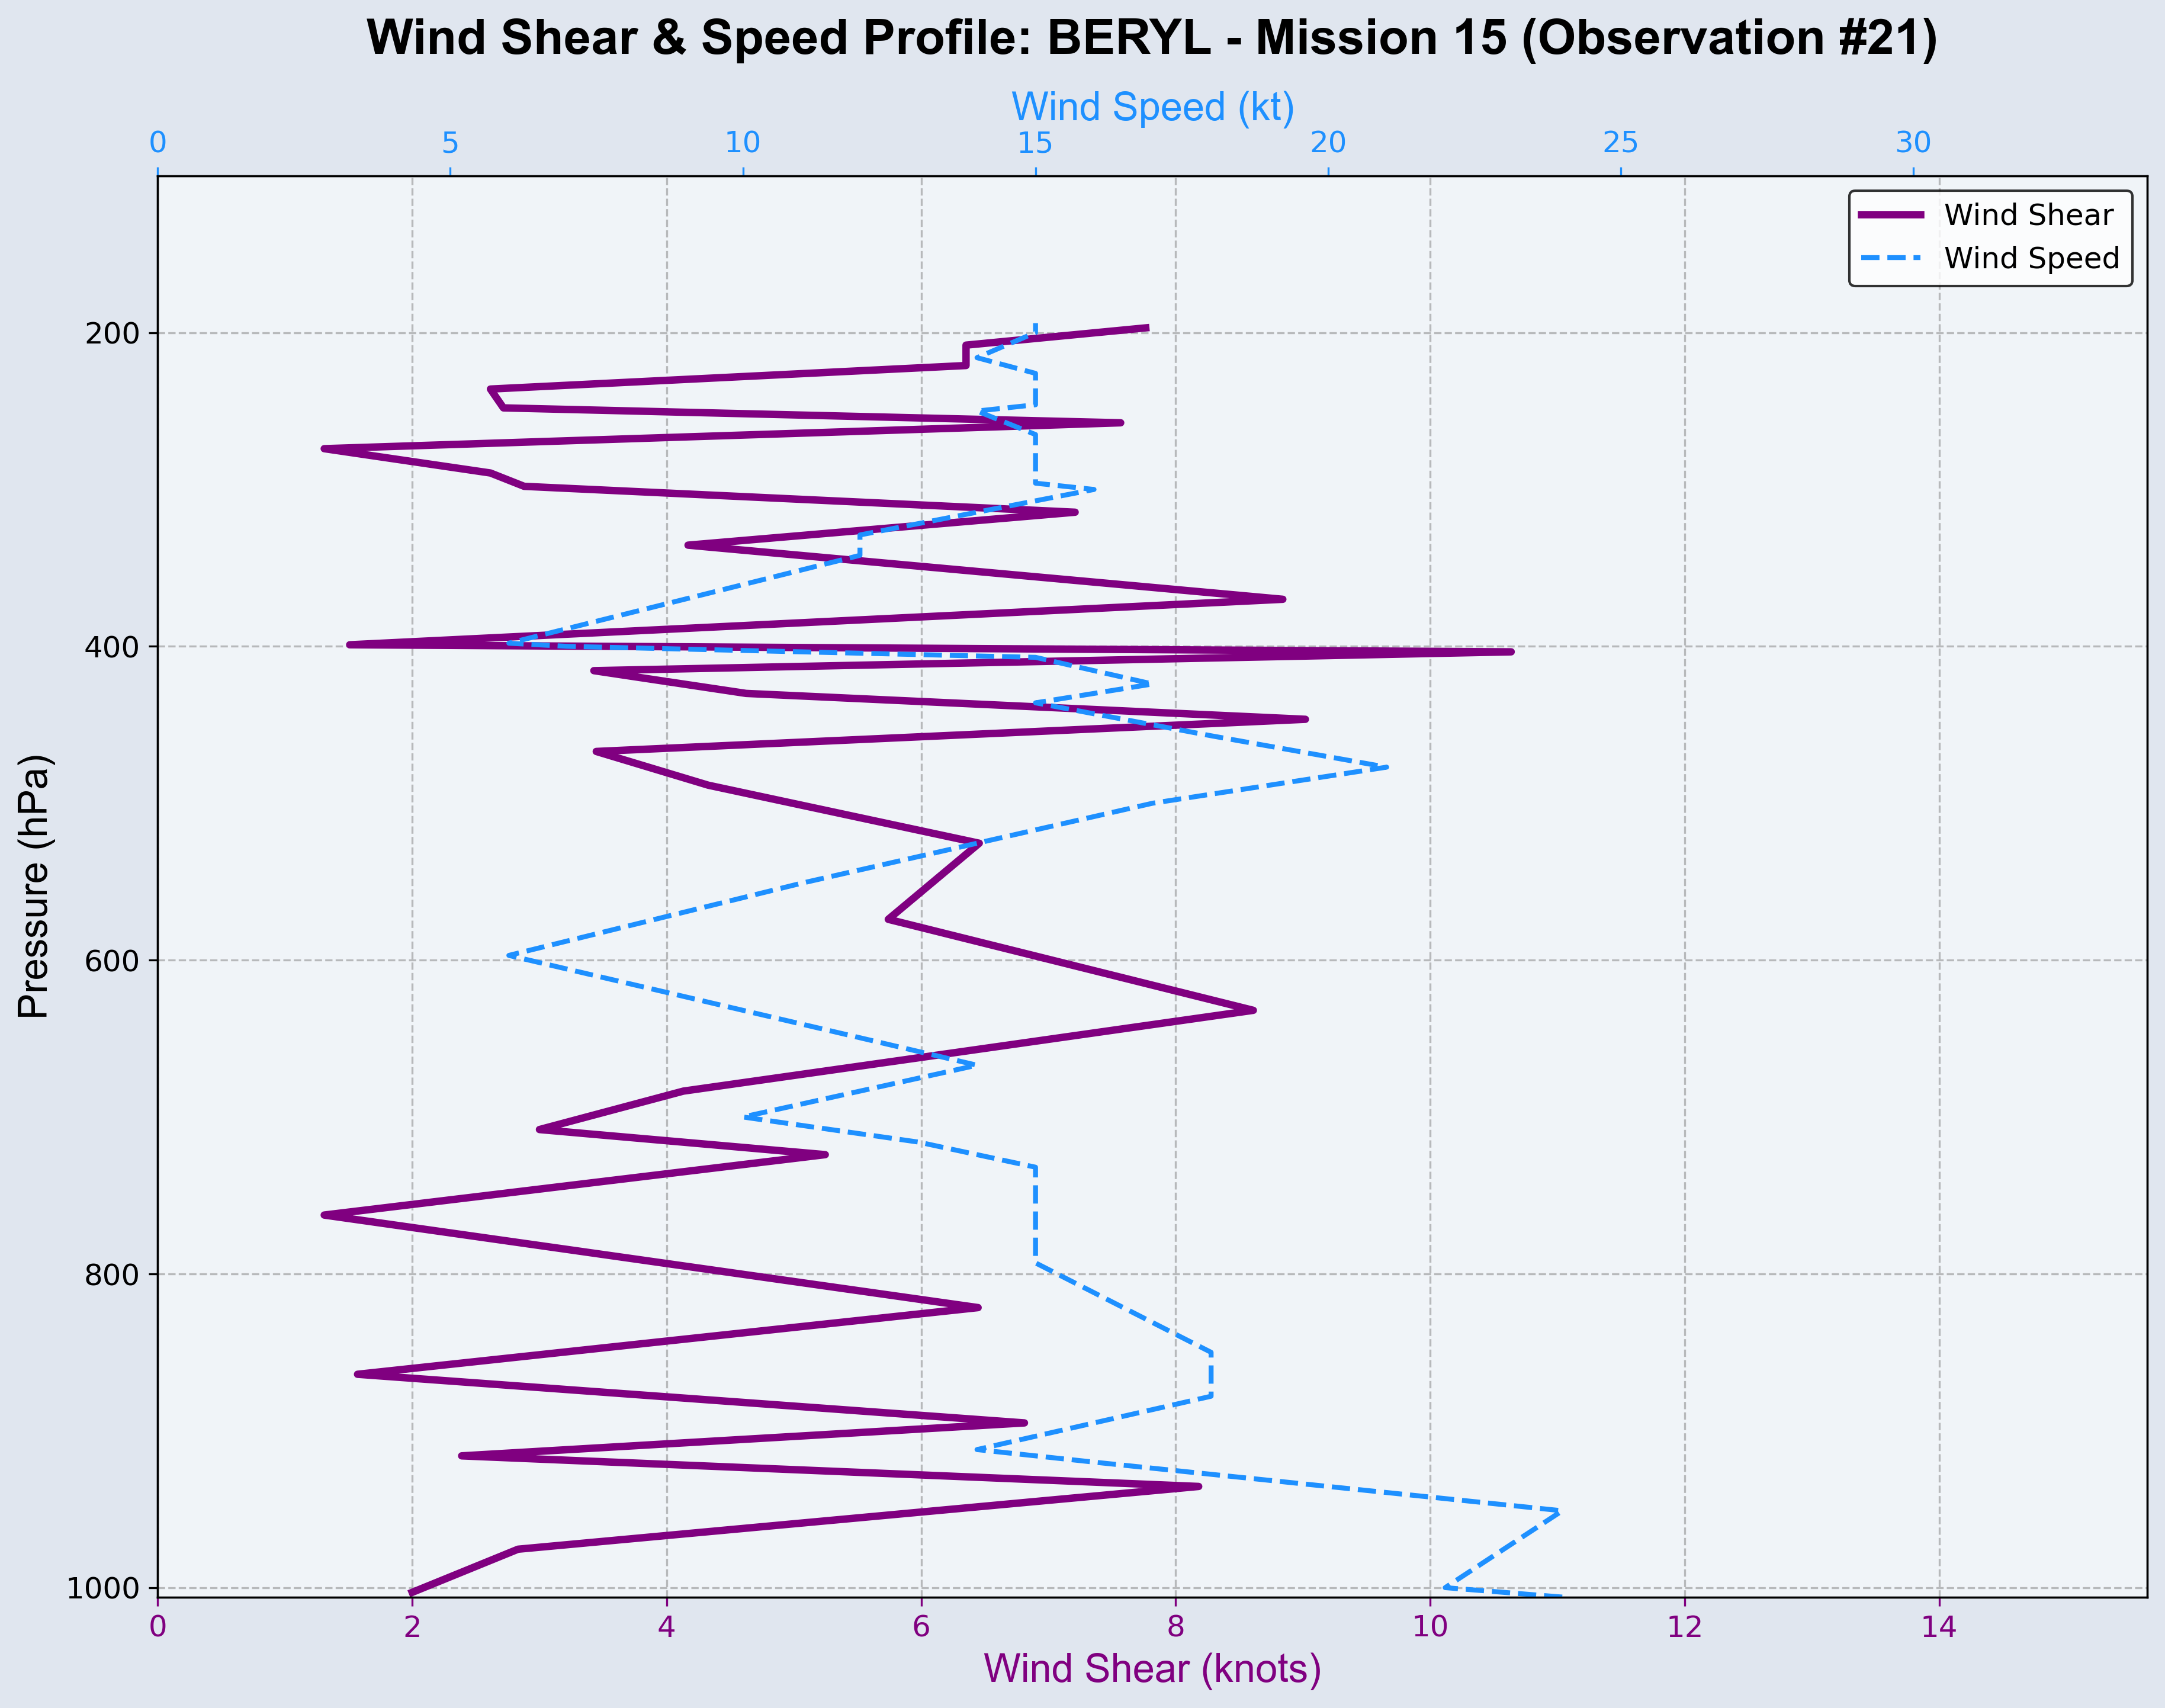 Wind Shear & Speed Profile: BERYL - Mission 15 (Observation #21)
Wind Speed (kt)
0 5 10 15 20 25 30
Wind Shear
Wind Speed
200
400
600
800
1000
Pressure (hPa)
0 2 4 6 8 10 12 14
Wind Shear (knots)